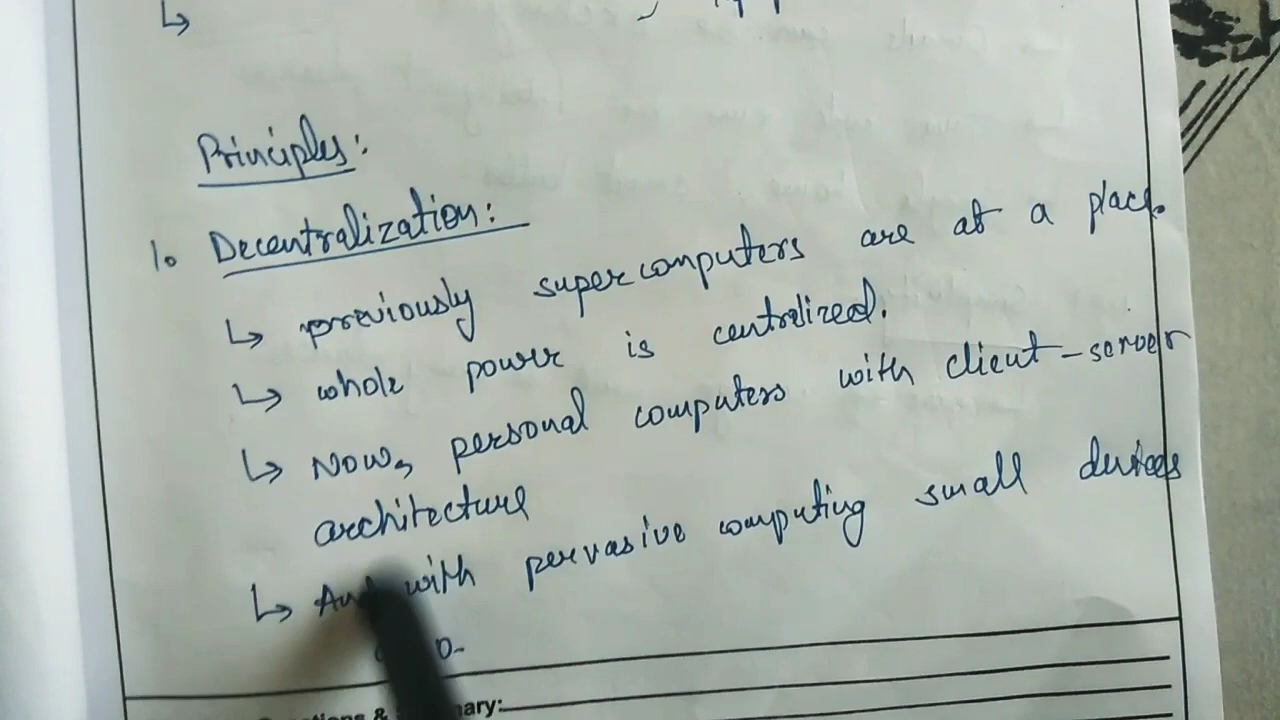 Principles:
1. Decentralization:
↳ previously supercomputers are at a place.
↳ whole power is centralized.
↳ Now, personal computers with client-server
architecture
↳ And with pervasive computing small devices